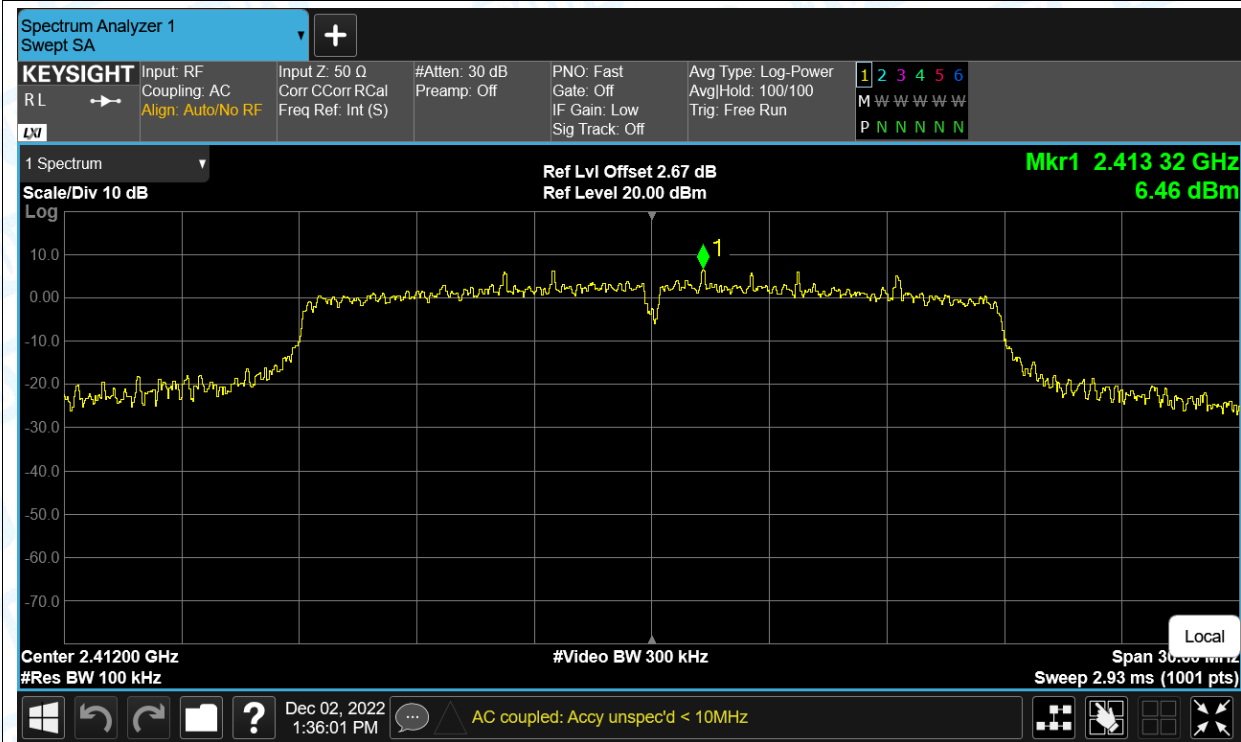 Spectrum Analyzer 1
Swept SA
KEYSIGHT
R L
LXI
Input: RF
Coupling: AC
Align: Auto/No RF
Input Z: 50 Ω
Corr CCorr RCal
Freq Ref: Int (S)
#Atten: 30 dB
Preamp: Off
PNO: Fast
Gate: Off
IF Gain: Low
Sig Track: Off
Avg Type: Log-Power
Avg|Hold: 100/100
Trig: Free Run
1 2 3 4 5 6
M W W W W W
P N N N N N
1 Spectrum
Scale/Div 10 dB
Log
Ref Lvl Offset 2.67 dB
Ref Level 20.00 dBm
Mkr1 2.413 32 GHz
6.46 dBm
1
10.0
0.00
-10.0
-20.0
-30.0
-40.0
-50.0
-60.0
-70.0
Local
Center 2.41200 GHz
#Res BW 100 kHz
#Video BW 300 kHz
Span 30.00 MHz
Sweep 2.93 ms (1001 pts)
?
Dec 02, 2022
1:36:01 PM
AC coupled: Accy unspec'd < 10MHz